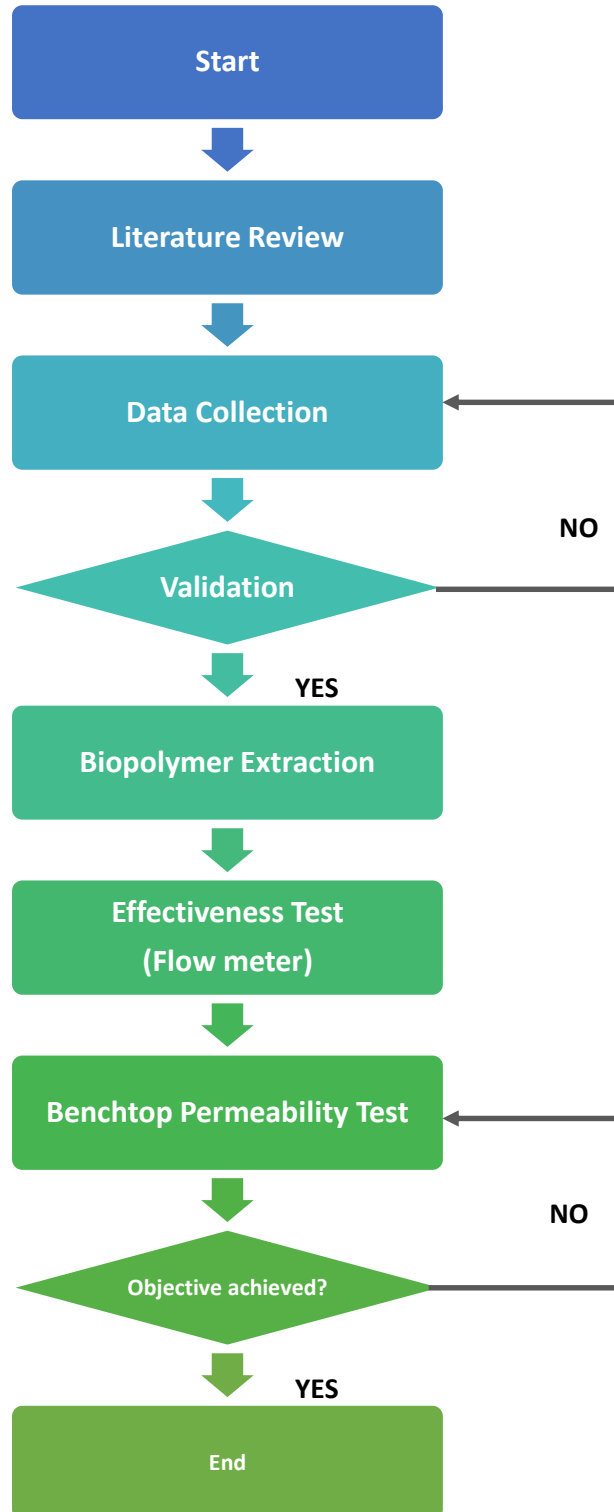 Start
Literature Review
Data Collection
NO
Validation
YES
Biopolymer Extraction
Effectiveness Test
(Flow meter)
Benchtop Permeability Test
NO
Objective achieved?
YES
End